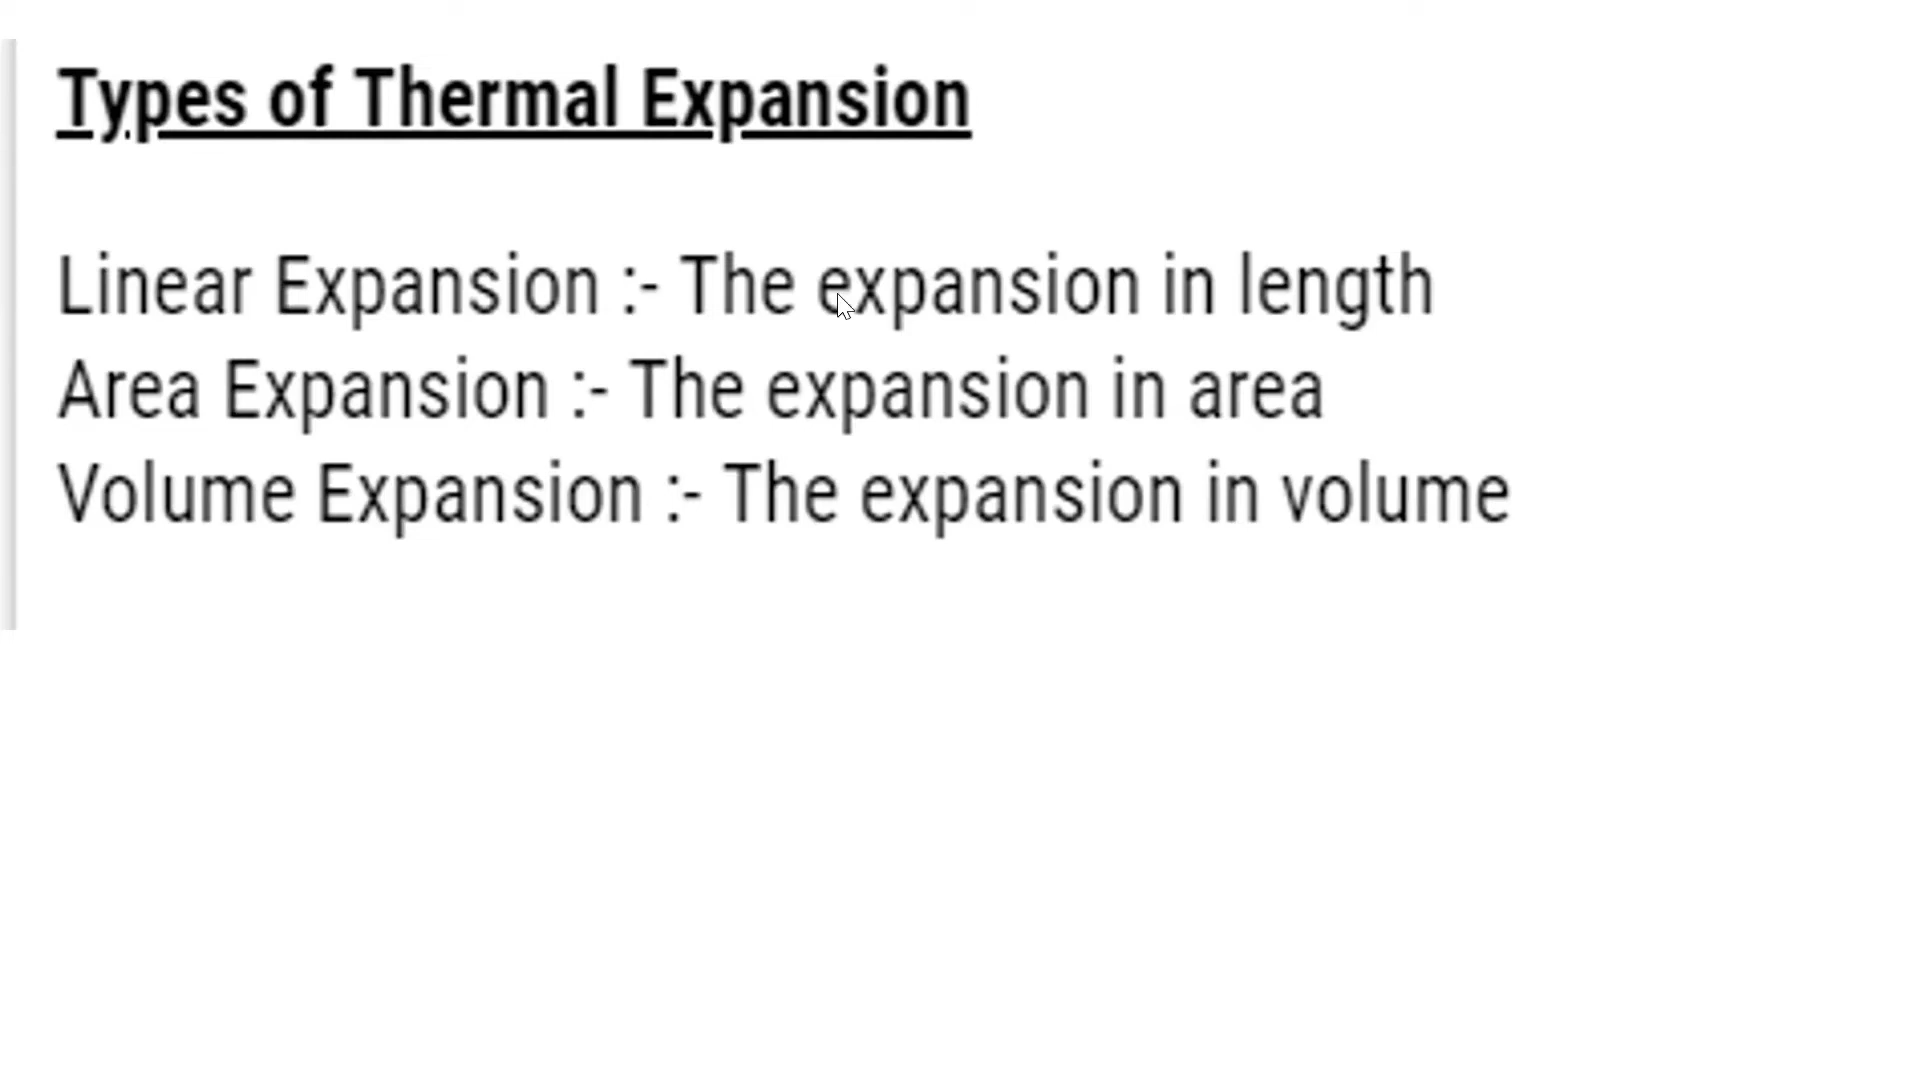 Types of Thermal Expansion
Linear Expansion :- The expansion in length
Area Expansion :- The expansion in area
Volume Expansion :- The expansion in volume